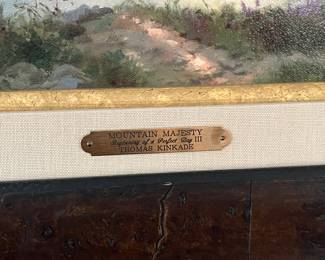 MOUNTAIN MAJESTY
Beginning of a Perfect Day III
THOMAS KINKADE